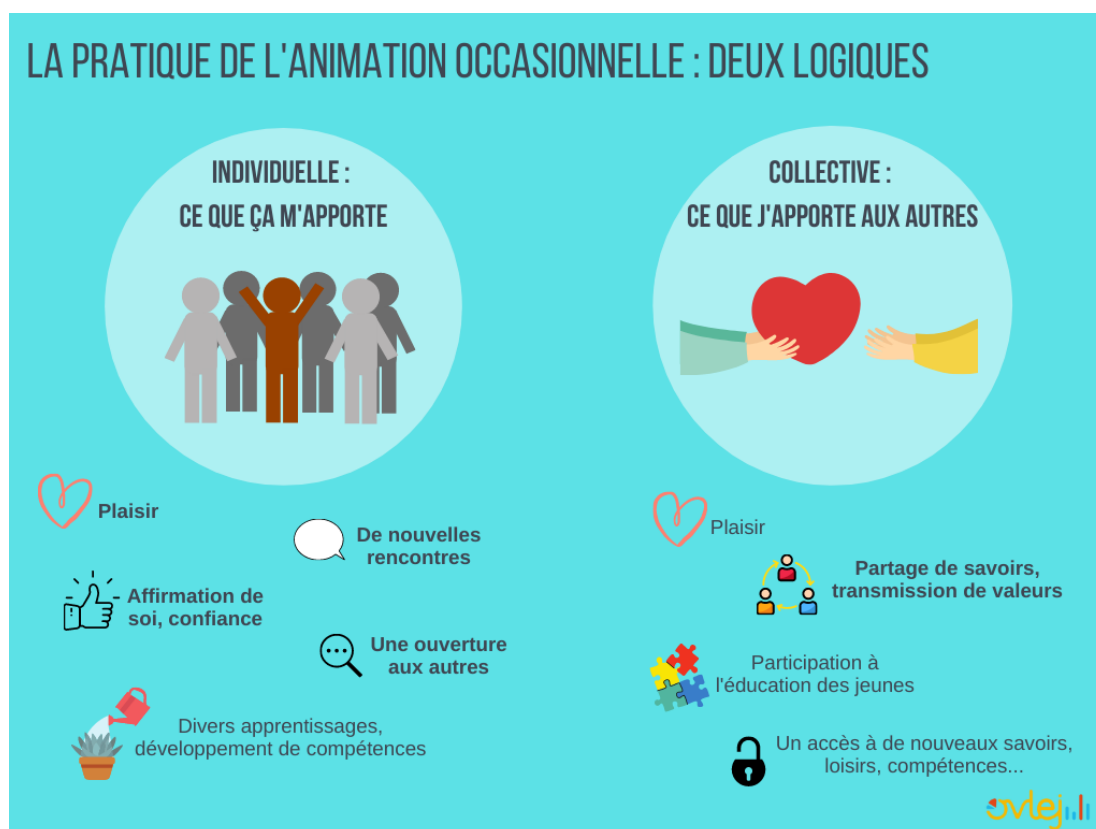 LA PRATIQUE DE L'ANIMATION OCCASIONNELLE : DEUX LOGIQUES
INDIVIDUELLE :
CE QUE ÇA M'APPORTE
Plaisir
De nouvelles
rencontres
Affirmation de
soi, confiance
Une ouverture
aux autres
Divers apprentissages,
développement de compétences
COLLECTIVE :
CE QUE J'APPORTE AUX AUTRES
Plaisir
Partage de savoirs,
transmission de valeurs
Participation à
l'éducation des jeunes
Un accès à de nouveaux savoirs,
loisirs, compétences...
ovlej